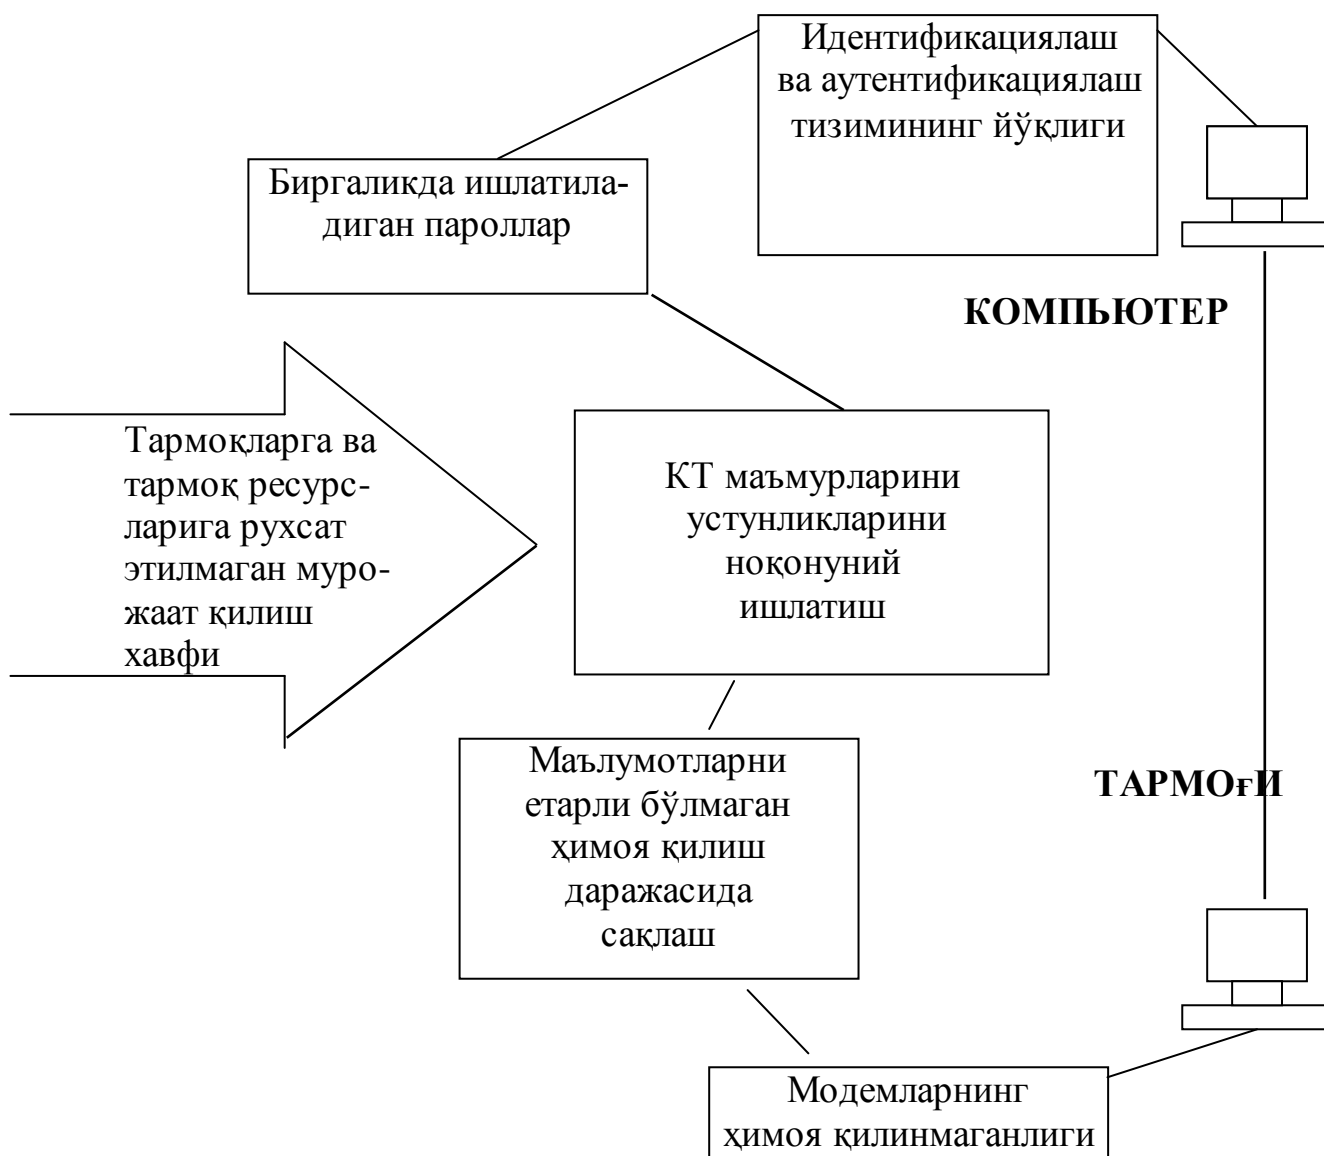 Идентификациялаш
ва аутентификациялаш
тизимининг йўқлиги
Биргаликда ишлатила-
диган пароллар
КОМПЬЮТЕР
Тармоқларга ва
тармоқ ресурс-
ларига рухсат
этилмаган муро-
жаат қилиш
хавфи
КТ маъмурларини
устунликларини
ноқонуний
ишлатиш
Маълумотларни
етарли бўлмаган
ҳимоя қилиш
даражасида
сақлаш
ТАРМОғИ
Модемларнинг
ҳимоя қилинмаганлиги